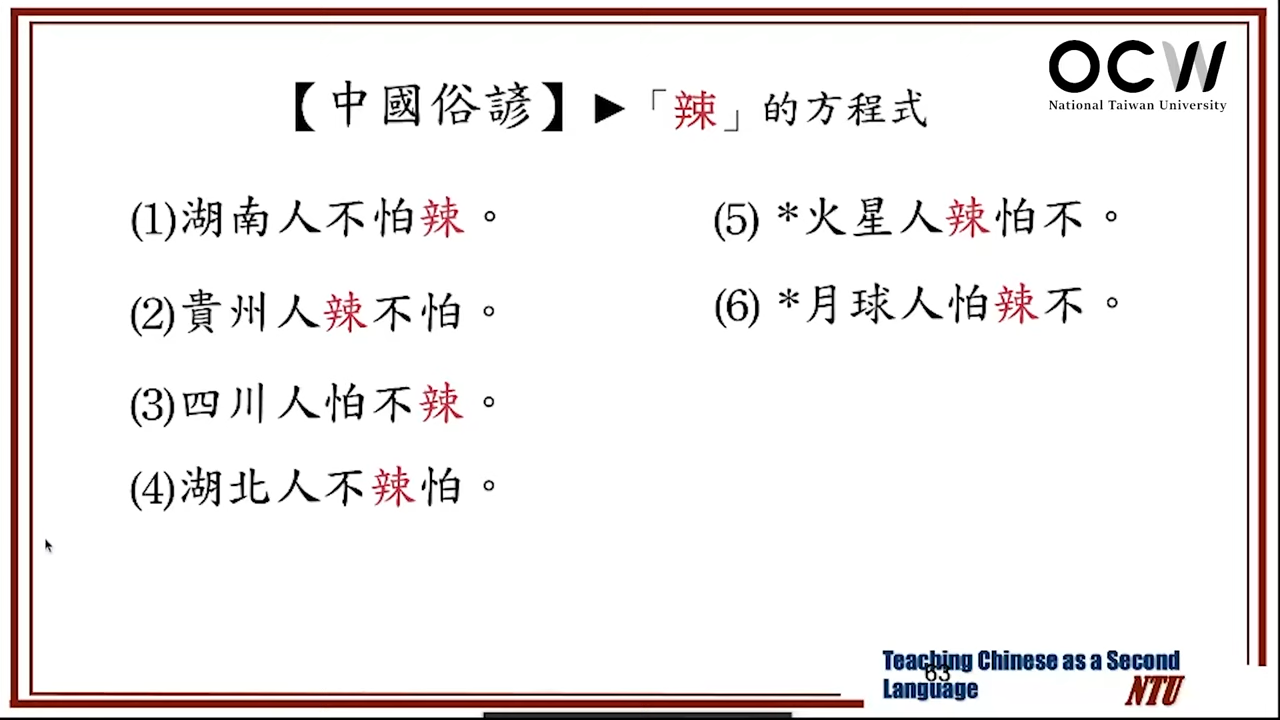 OCW
National Taiwan University
【中國俗諺】►「辣」的方程式
(1)湖南人不怕辣。
(2)貴州人辣不怕。
(3)四川人怕不辣。
(4)湖北人不辣怕。
(5) *火星人辣怕不。
(6) *月球人怕辣不。
Teaching Chinese as a Second
Language
63
NTU